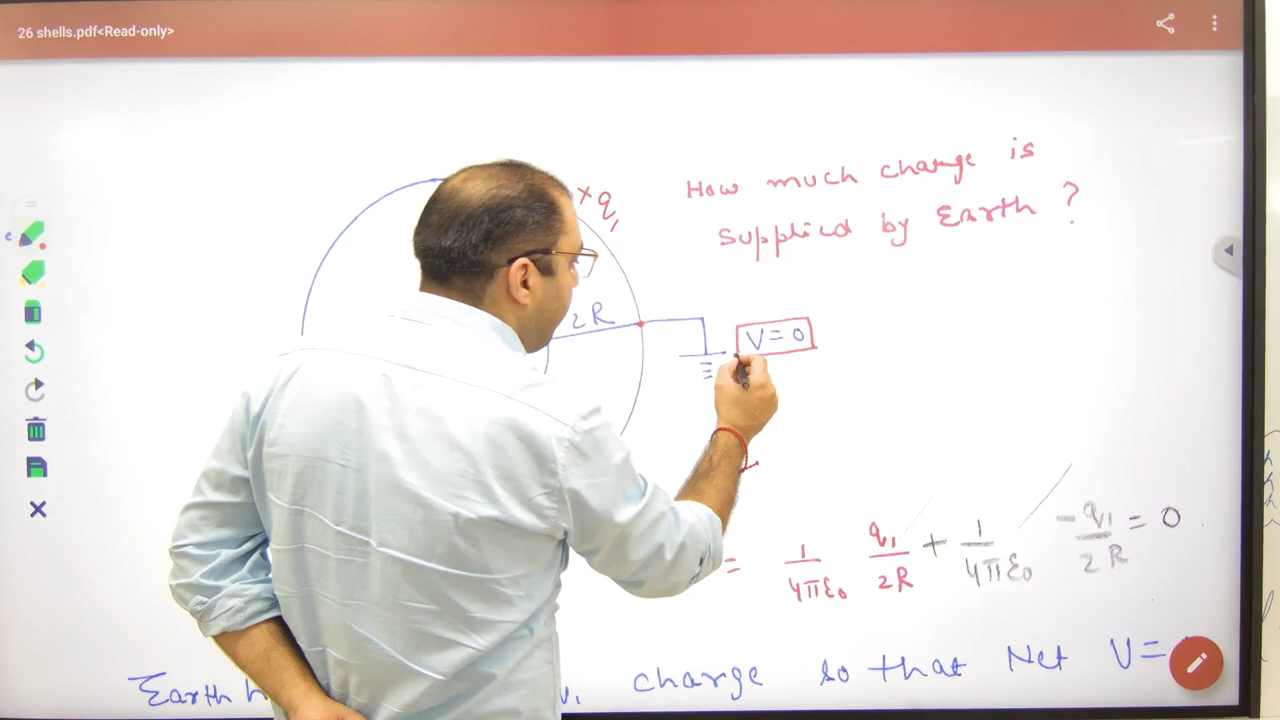 26 shells.pdf<Read-only>
How much charge is
supplied by Earth ?
q₁
2R
V = 0
= 1/4πε₀ q₁/2R + 1/4πε₀ -q₁/2R = 0
Earth charge so that Net V =